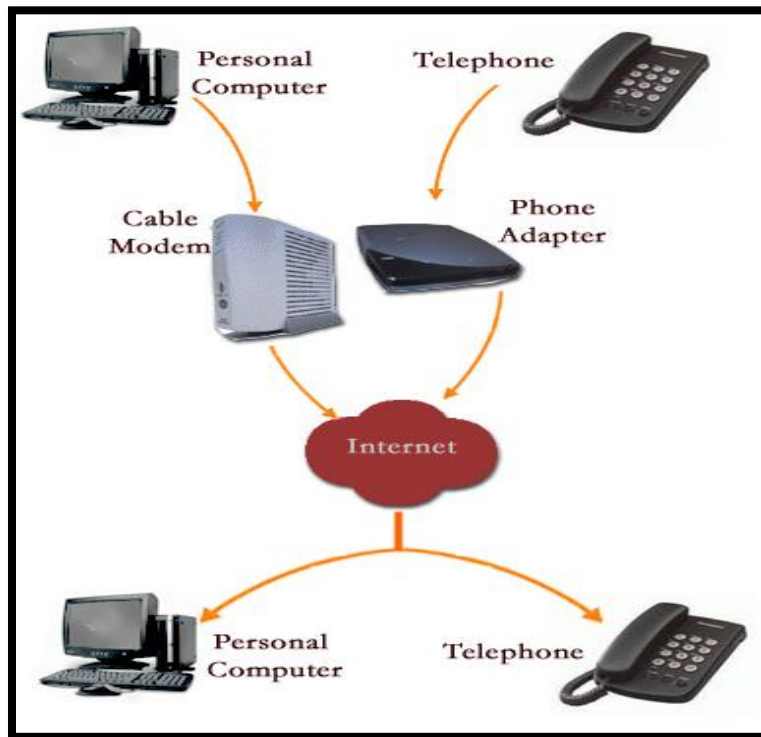 Personal
Computer
Telephone
Cable
Modem
Phone
Adapter
Internet
Personal
Computer
Telephone